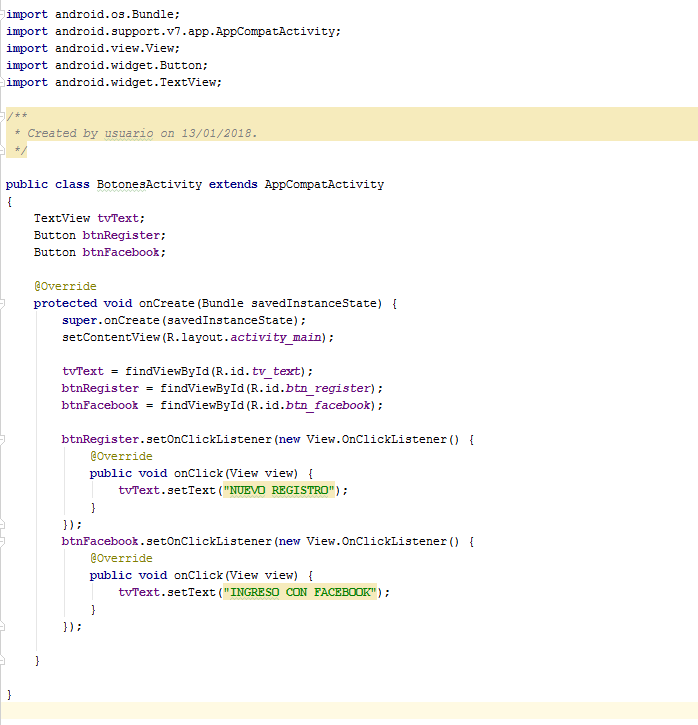 import android.os.Bundle;
import android.support.v7.app.AppCompatActivity;
import android.view.View;
import android.widget.Button;
import android.widget.TextView;
/**
 * Created by usuario on 13/01/2018.
 */
public class BotonesActivity extends AppCompatActivity
{
    TextView tvText;
    Button btnRegister;
    Button btnFacebook;
    @Override
    protected void onCreate(Bundle savedInstanceState) {
        super.onCreate(savedInstanceState);
        setContentView(R.layout.activity_main);
        tvText = findViewById(R.id.tv_text);
        btnRegister = findViewById(R.id.btn_register);
        btnFacebook = findViewById(R.id.btn_facebook);
        btnRegister.setOnClickListener(new View.OnClickListener() {
            @Override
            public void onClick(View view) {
                tvText.setText("NUEVO REGISTRO");
            }
        });
        btnFacebook.setOnClickListener(new View.OnClickListener() {
            @Override
            public void onClick(View view) {
                tvText.setText("INGRESO CON FACEBOOK");
            }
        });
    }
}